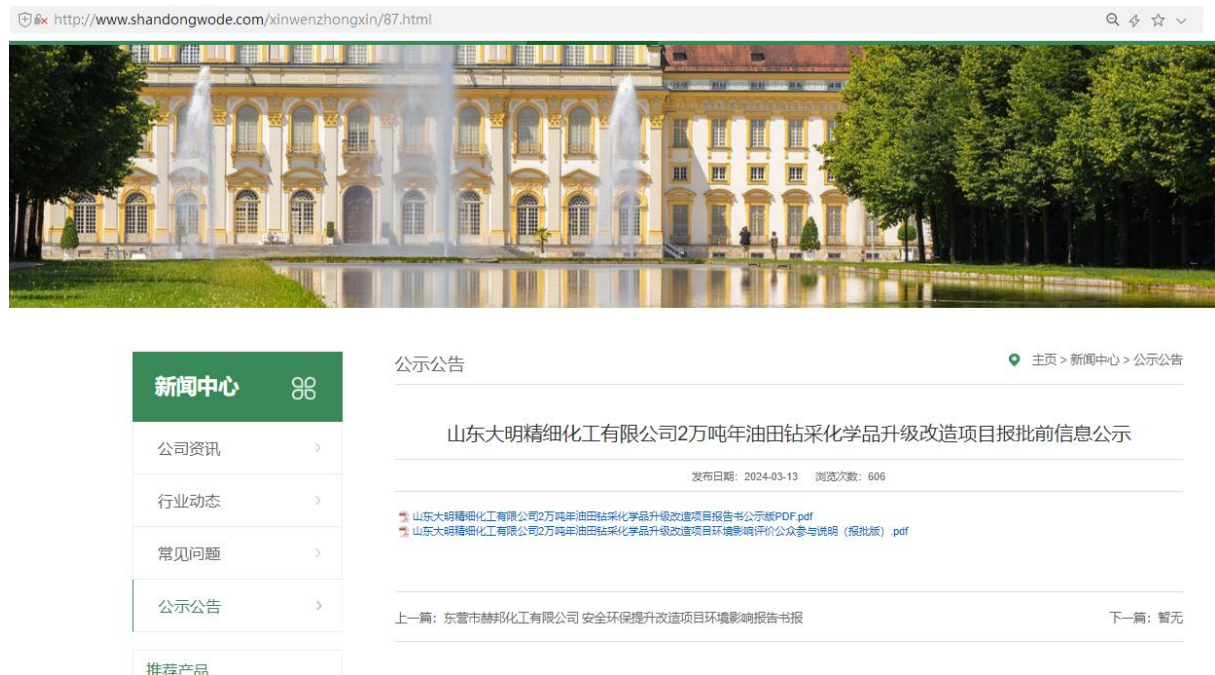 http://www.shandongwode.com/xinwenzhongxin/87.html
新闻中心
公司资讯
行业动态
常见问题
公示公告
推荐产品
公示公告
主页 > 新闻中心 > 公示公告
山东大明精细化工有限公司2万吨年油田钻采化学品升级改造项目报批前信息公示
发布日期：2024-03-13 浏览次数：606
山东大明精细化工有限公司2万吨年油田钻采化学品升级改造项目报告书公示版PDF.pdf
山东大明精细化工有限公司2万吨年油田钻采化学品升级改造项目环境影响评价公众参与说明（报批版）.pdf
上一篇：东营市赫邦化工有限公司 安全环保提升改造项目环境影响报告书报
下一篇：暂无